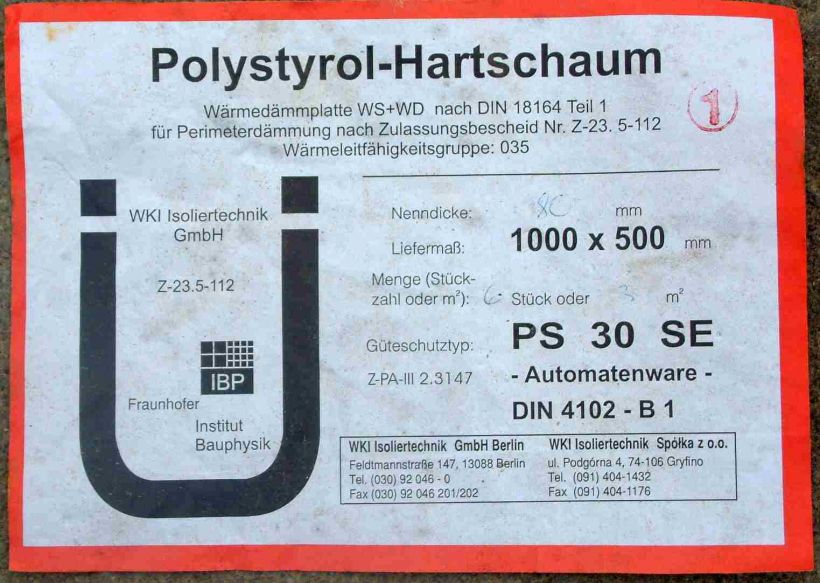 Polystyrol-Hartschaum
Wärmedämmplatte WS+WD nach DIN 18164 Teil 1
für Perimeterdämmung nach Zulassungsbescheid Nr. Z-23. 5-112
Wärmeleitfähigkeitsgruppe: 035
1
WKI Isoliertechnik
GmbH
Z-23.5-112
IBP
Fraunhofer
Institut
Bauphysik
Nenndicke: 80 mm
Liefermaß: 1000 x 500 mm
Menge (Stück-
zahl oder m²): 6 Stück oder 3 m²
Güteschutztyp: PS 30 SE
Z-PA-III 2.3147 - Automatenware -
DIN 4102 - B 1
WKI Isoliertechnik GmbH Berlin
Feldtmannstraße 147, 13088 Berlin
Tel. (030) 92 046 - 0
Fax (030) 92 046 201/202
WKI Isoliertechnik Spółka z o.o.
ul. Podgórna 4, 74-106 Gryfino
Tel. (091) 404-1432
Fax (091) 404-1176